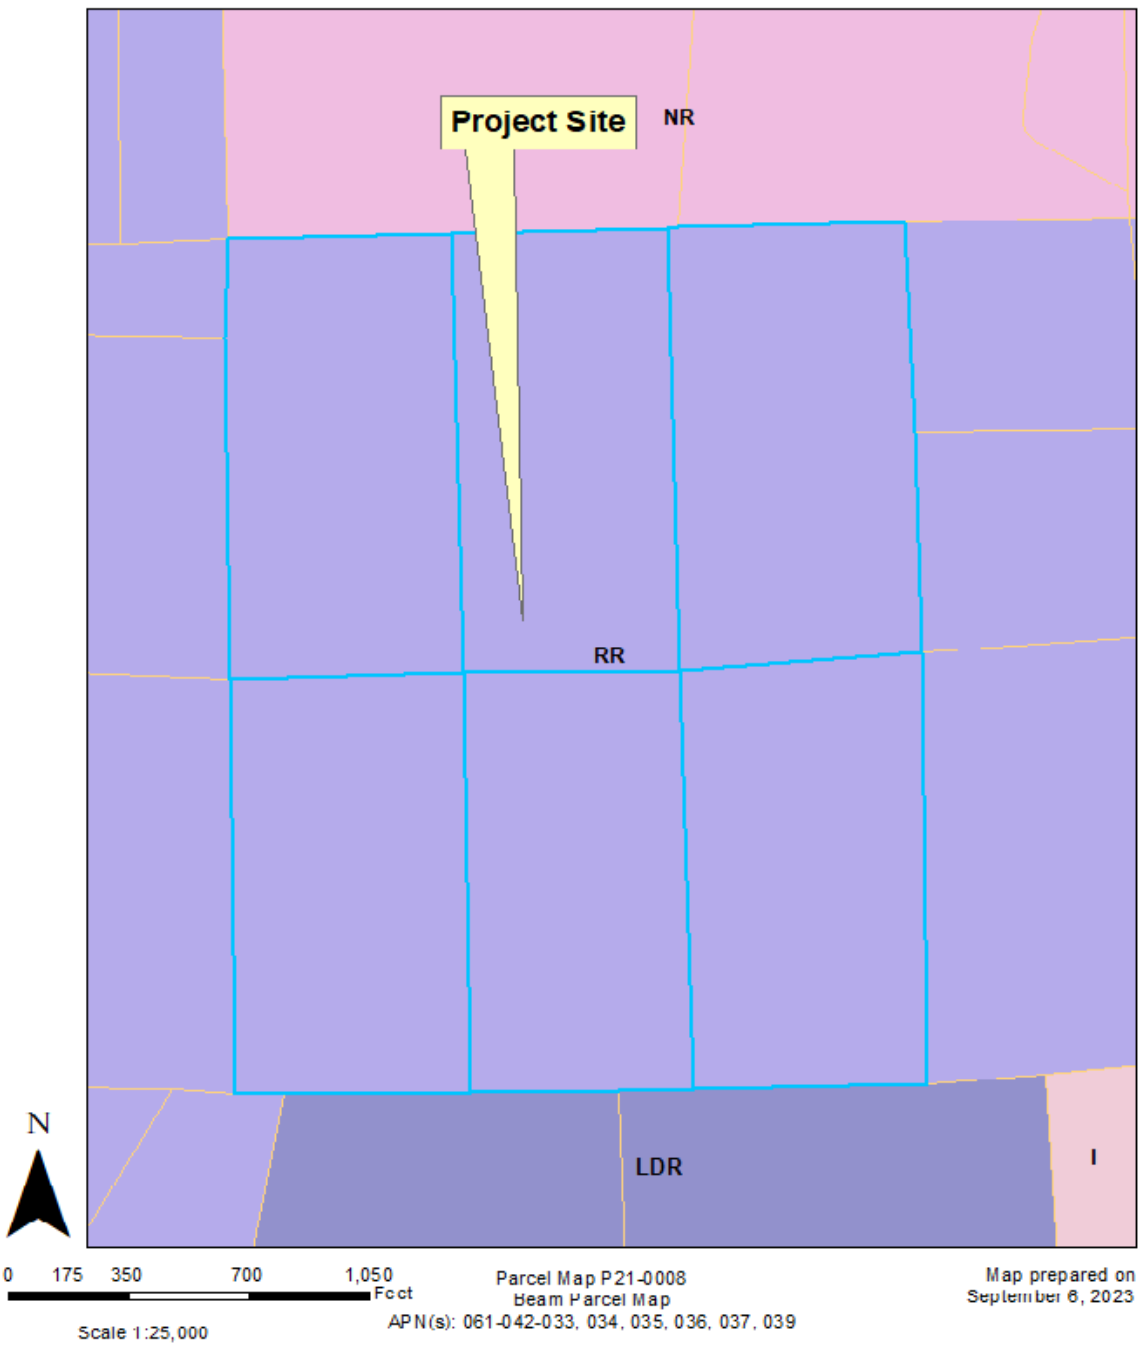 Project Site
NR
RR
LDR
I
N
0 175 350 700 1,050
Feet
Scale 1:25,000
Parcel Map P21-0008
Beam Parcel Map
APN(s): 061-042-033, 034, 035, 036, 037, 039
Map prepared on
September 6, 2023